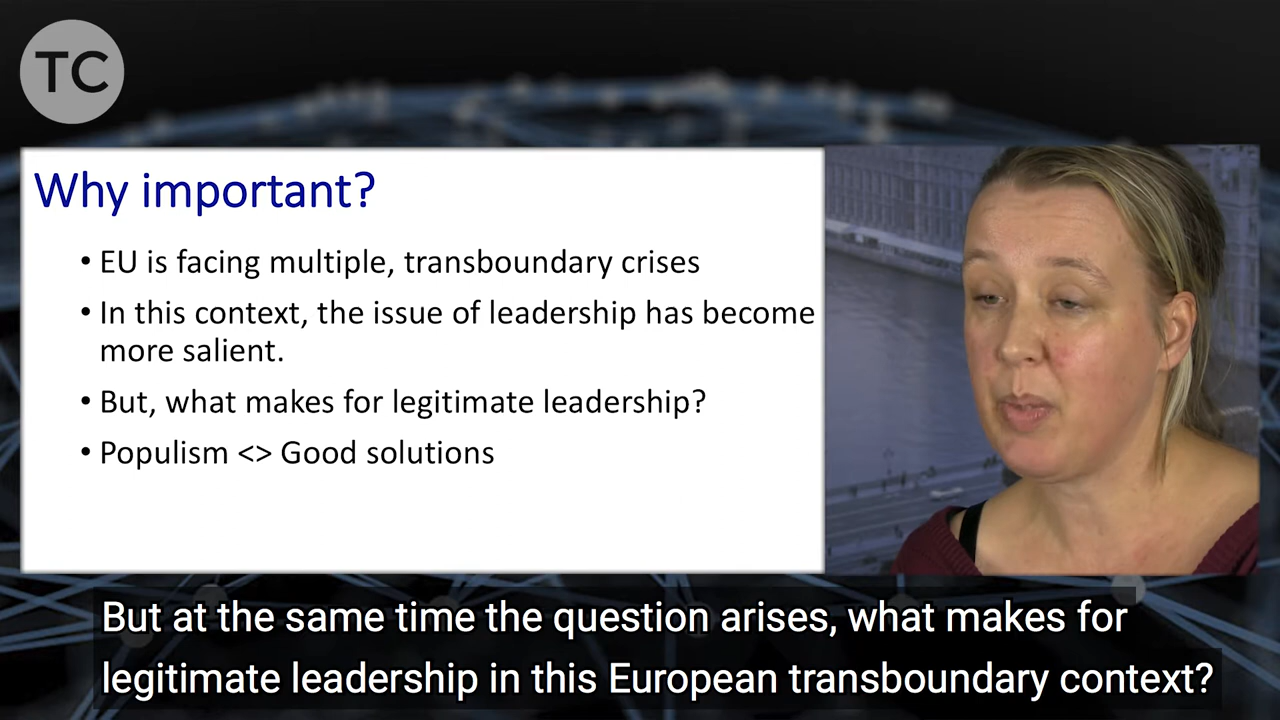 TC
Why important?
• EU is facing multiple, transboundary crises
• In this context, the issue of leadership has become
more salient.
• But, what makes for legitimate leadership?
• Populism <> Good solutions
But at the same time the question arises, what makes for
legitimate leadership in this European transboundary context?